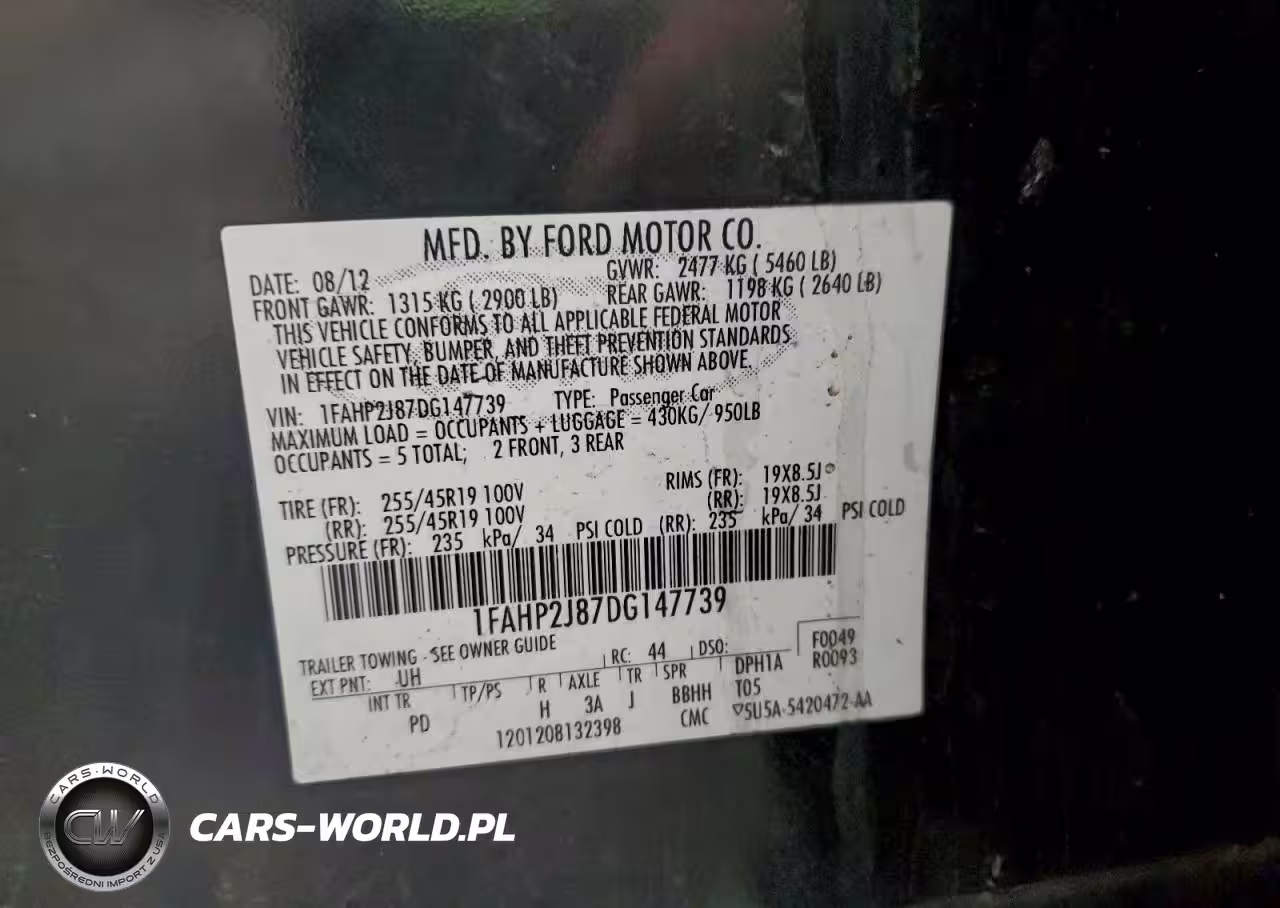 MFD. BY FORD MOTOR CO.
DATE: 08/12 GVWR: 2477 KG ( 5460 LB)
FRONT GAWR: 1315 KG ( 2900 LB) REAR GAWR: 1198 KG ( 2640 LB)
THIS VEHICLE CONFORMS TO ALL APPLICABLE FEDERAL MOTOR
VEHICLE SAFETY, BUMPER, AND THEFT PREVENTION STANDARDS
IN EFFECT ON THE DATE OF MANUFACTURE SHOWN ABOVE.
VIN: 1FAHP2J87DG147739 TYPE: Passenger Car
MAXIMUM LOAD = OCCUPANTS + LUGGAGE = 430KG/ 950LB
OCCUPANTS = 5 TOTAL; 2 FRONT, 3 REAR
TIRE (FR): 255/45R19 100V RIMS (FR): 19X8.5J
(RR): 255/45R19 100V (RR): 19X8.5J
PRESSURE (FR): 235 kPa/ 34 PSI COLD (RR): 235 kPa/ 34 PSI COLD
1FAHP2J87DG147739
TRAILER TOWING - SEE OWNER GUIDE F0049
EXT PNT: UH RC: 44 DSO: R0093
INT TR TP/PS R AXLE TR SPR DPH1A
PD H 3A J BBHH T05
1201208132398 CMC ▽5U5A-5420472-AA
CARS-WORLD
CW
BEZPOŚREDNI IMPORT Z USA
CARS-WORLD.PL